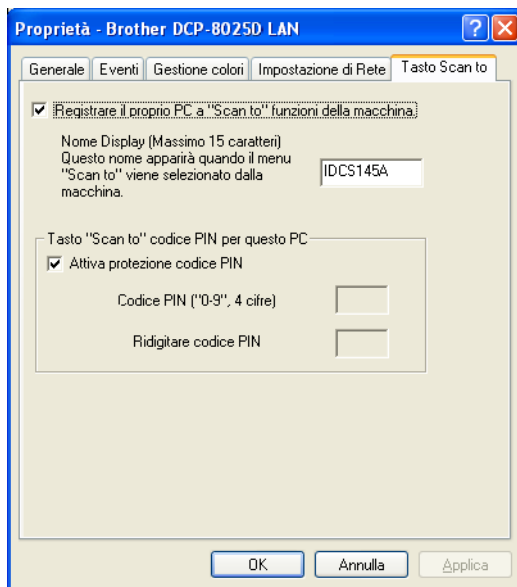 Proprietà - Brother DCP-8025D LAN
Generale
Eventi
Gestione colori
Impostazione di Rete
Tasto Scan to
Registrare il proprio PC a "Scan to" funzioni della macchina.
Nome Display (Massimo 15 caratteri)
Questo nome apparirà quando il menu
"Scan to" viene selezionato dalla
macchina.
IDCS145A
Tasto "Scan to" codice PIN per questo PC
Attiva protezione codice PIN
Codice PIN ("0-9", 4 cifre)
Ridigitare codice PIN
OK
Annulla
Applica